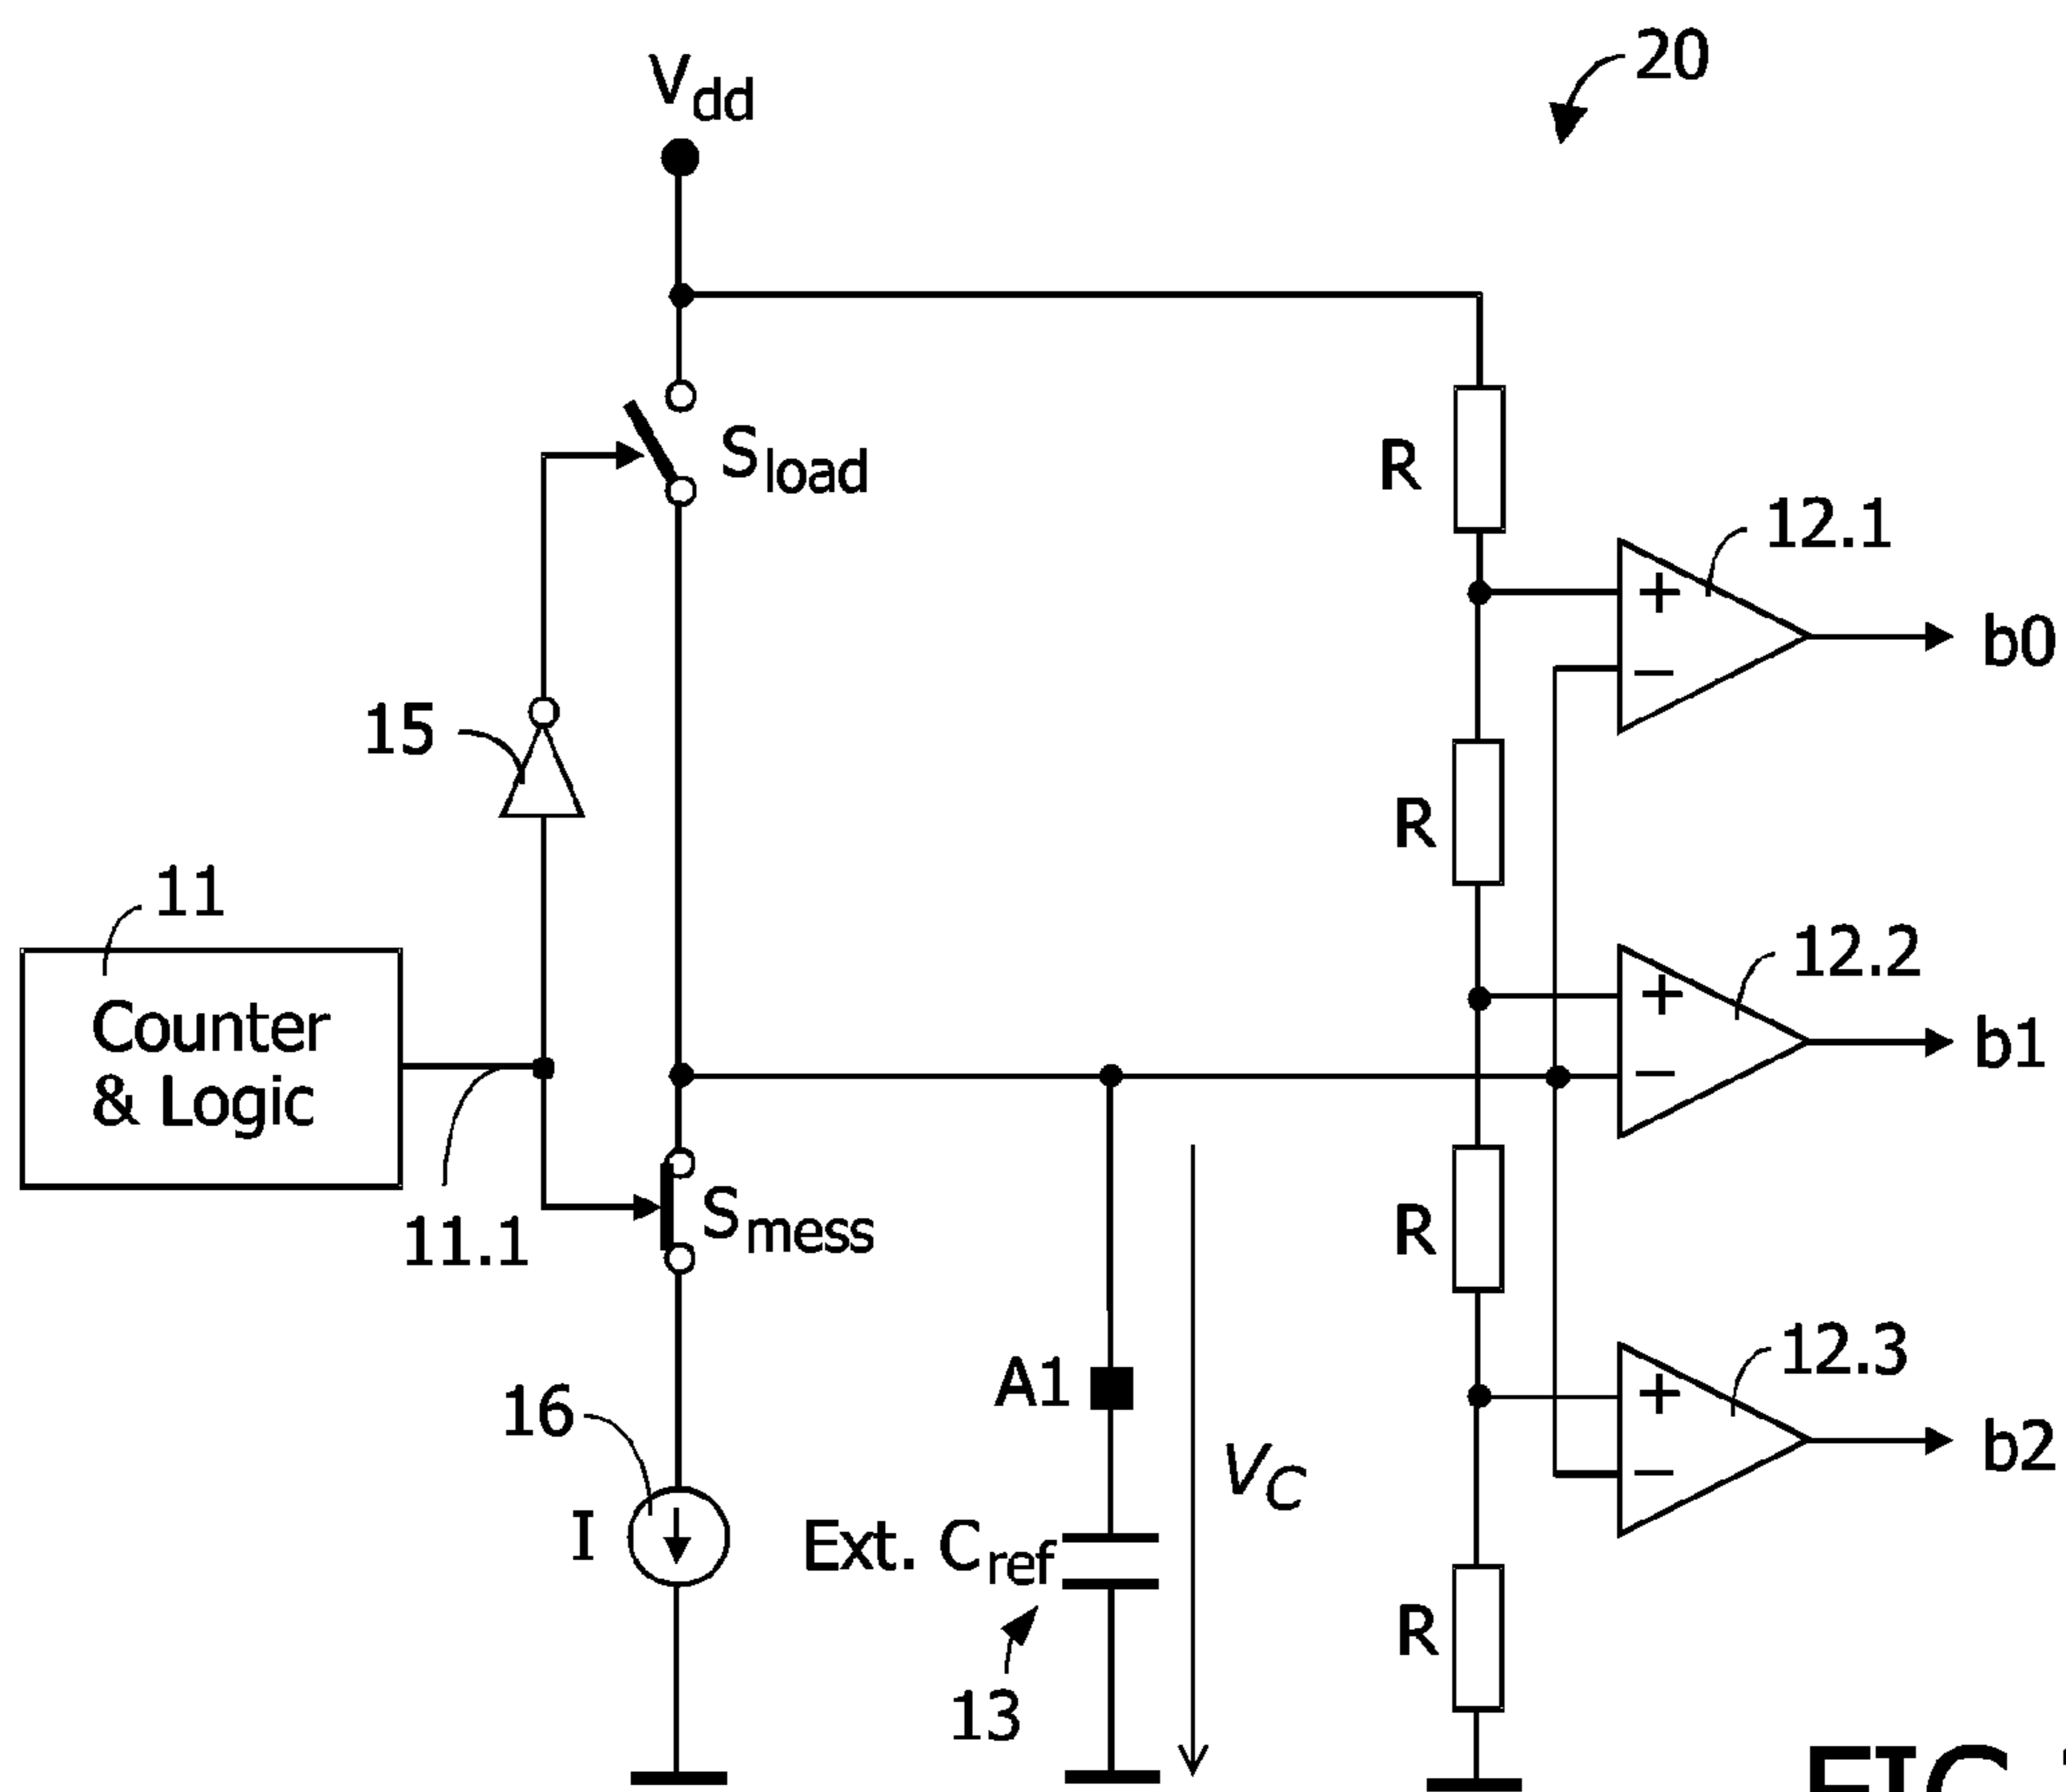 20
Vdd
Sload
R
12.1
b0
15
R
11
12.2
Counter
& Logic
b1
11.1
Smess
R
12.3
A1
16
b2
VC
I
Ext. Cref
R
13
FIG